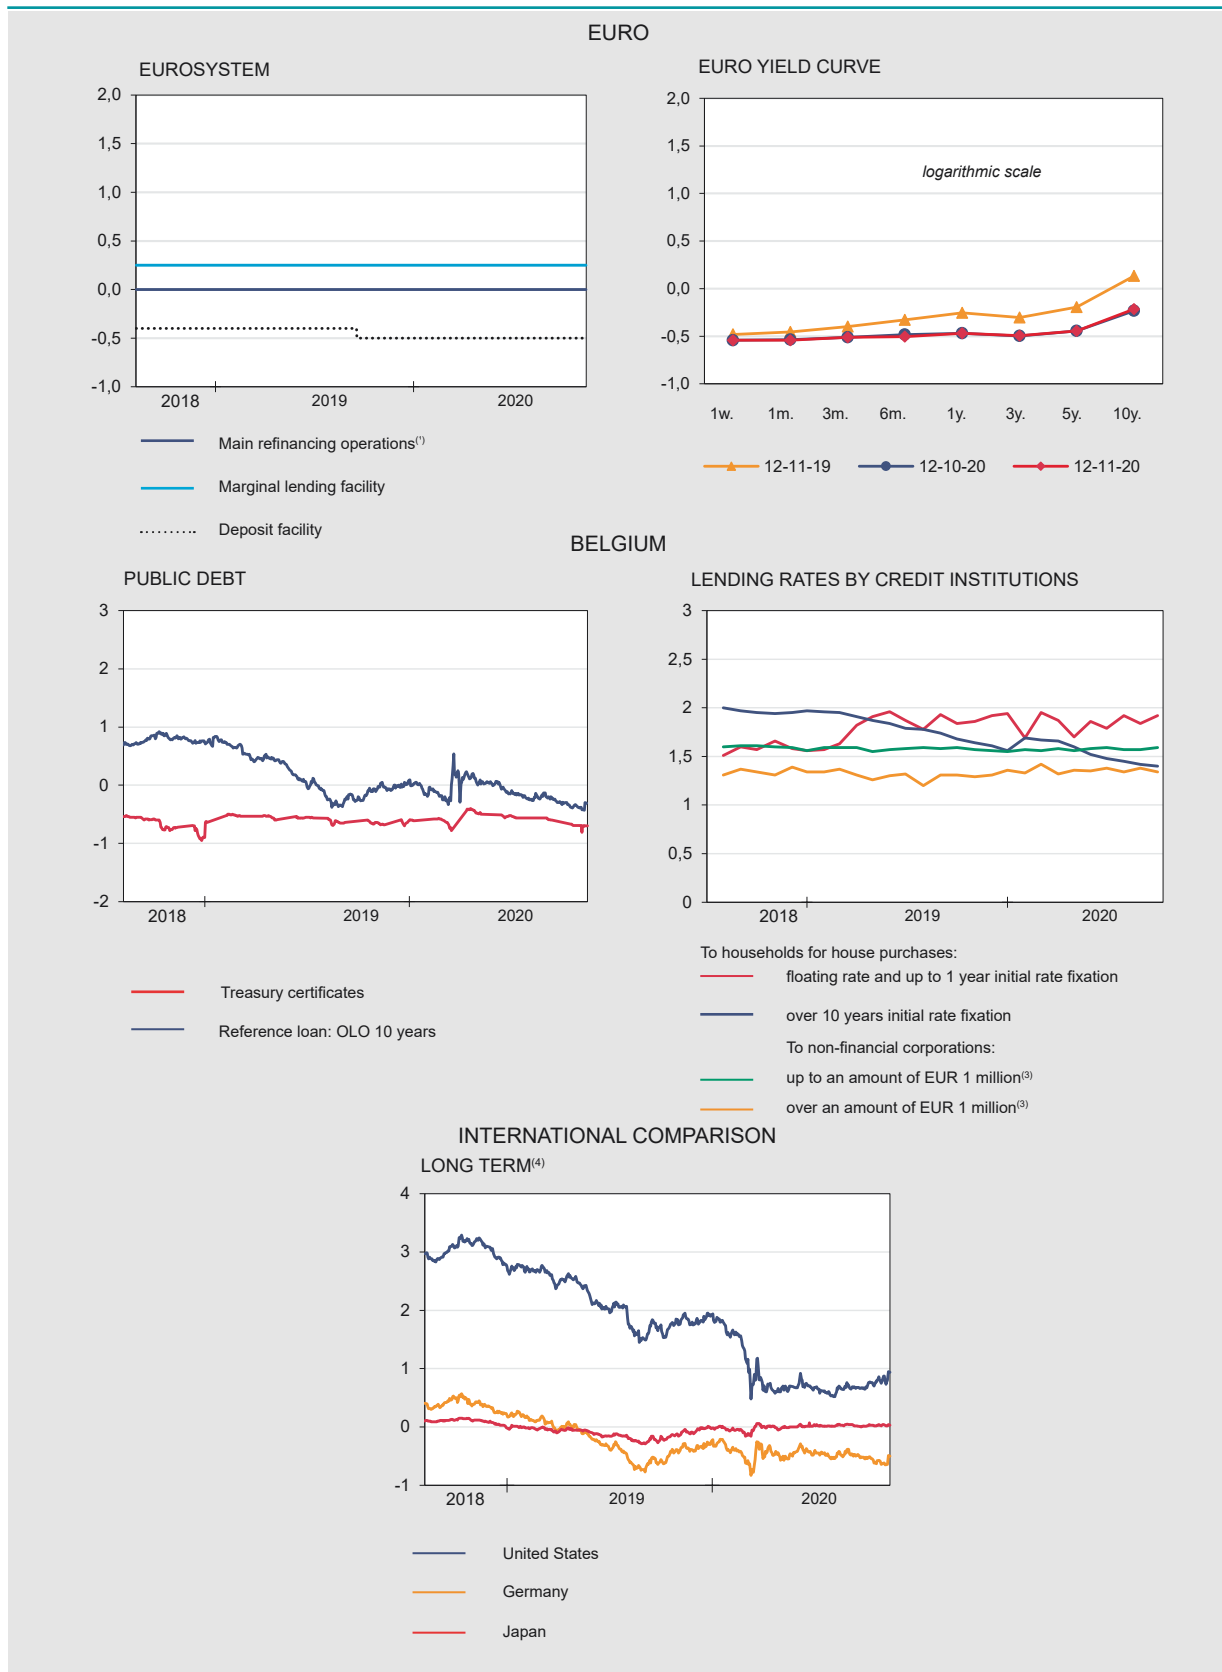 EURO
EUROSYSTEM
2,0
1,5
1,0
0,5
0,0
-0,5
-1,0
2018 2019 2020
Main refinancing operations(¹)
Marginal lending facility
Deposit facility
EURO YIELD CURVE
2,0
1,5
1,0
0,5
0,0
-0,5
-1,0
logarithmic scale
1w. 1m. 3m. 6m. 1y. 3y. 5y. 10y.
12-11-19 12-10-20 12-11-20
BELGIUM
PUBLIC DEBT
3
2
1
0
-1
-2
2018 2019 2020
Treasury certificates
Reference loan: OLO 10 years
LENDING RATES BY CREDIT INSTITUTIONS
3
2,5
2
1,5
1
0,5
0
2018 2019 2020
To households for house purchases:
floating rate and up to 1 year initial rate fixation
over 10 years initial rate fixation
To non-financial corporations:
up to an amount of EUR 1 million(3)
over an amount of EUR 1 million(3)
INTERNATIONAL COMPARISON
LONG TERM(4)
4
3
2
1
0
-1
2018 2019 2020
United States
Germany
Japan